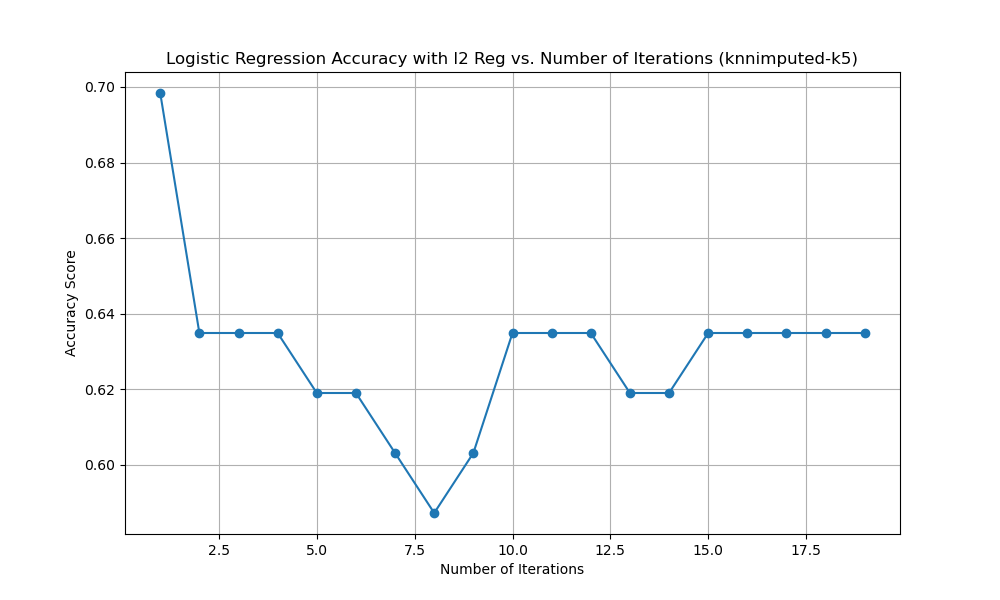 Logistic Regression Accuracy with l2 Reg vs. Number of Iterations (knnimputed-k5)
Accuracy Score
0.70
0.68
0.66
0.64
0.62
0.60
2.5 5.0 7.5 10.0 12.5 15.0 17.5
Number of Iterations